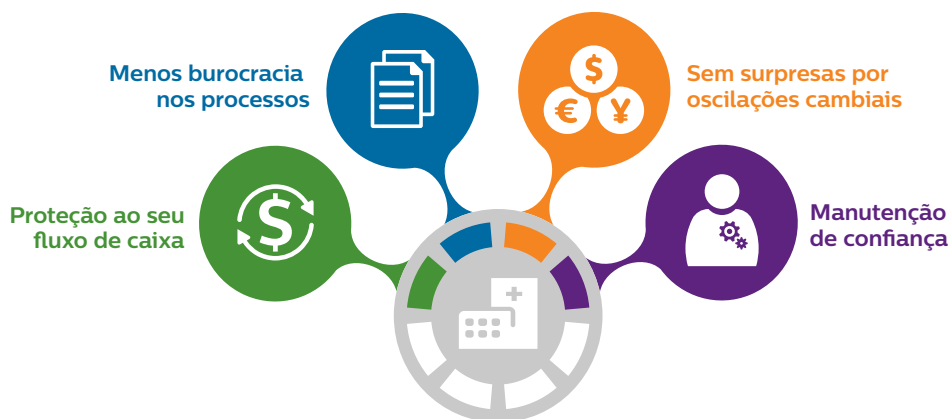 Menos burocracia
nos processos
Sem surpresas por
oscilações cambiais
Proteção ao seu
fluxo de caixa
Manutenção
de confiança
$
$
€
¥